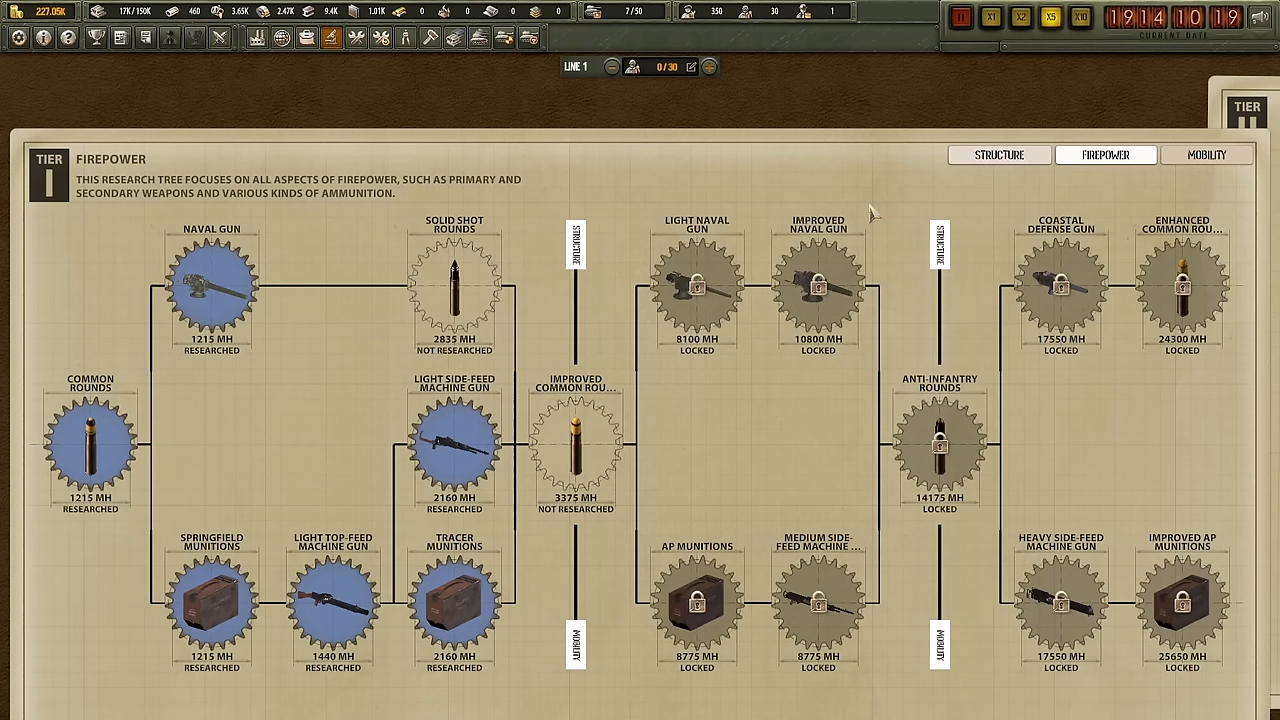 227.05K 17K/150K 460 3.65K 2.47K 9.4K 1.01K 0 0 0 0 7/50 350 30 1
X1 X2 X5 X10 1914 10 19
CURRENT DATE
LINE 1 0/30
TIER
II
TIER
I
FIREPOWER
THIS RESEARCH TREE FOCUSES ON ALL ASPECTS OF FIREPOWER, SUCH AS PRIMARY AND
SECONDARY WEAPONS AND VARIOUS KINDS OF AMMUNITION.
STRUCTURE FIREPOWER MOBILITY
NAVAL GUN
1215 MH
RESEARCHED
SOLID SHOT
ROUNDS
2835 MH
NOT RESEARCHED
STRUCTURE
LIGHT NAVAL
GUN
8100 MH
LOCKED
IMPROVED
NAVAL GUN
10800 MH
LOCKED
STRUCTURE
COASTAL
DEFENSE GUN
17550 MH
LOCKED
ENHANCED
COMMON ROU...
24300 MH
LOCKED
COMMON
ROUNDS
1215 MH
RESEARCHED
LIGHT SIDE-FEED
MACHINE GUN
2160 MH
RESEARCHED
IMPROVED
COMMON ROU...
3375 MH
NOT RESEARCHED
ANTI-INFANTRY
ROUNDS
14175 MH
LOCKED
SPRINGFIELD
MUNITIONS
1215 MH
RESEARCHED
LIGHT TOP-FEED
MACHINE GUN
1440 MH
RESEARCHED
TRACER
MUNITIONS
2160 MH
RESEARCHED
MOBILITY
AP MUNITIONS
8775 MH
LOCKED
MEDIUM SIDE-
FEED MACHINE ...
8775 MH
LOCKED
MOBILITY
HEAVY SIDE-FEED
MACHINE GUN
17550 MH
LOCKED
IMPROVED AP
MUNITIONS
25650 MH
LOCKED